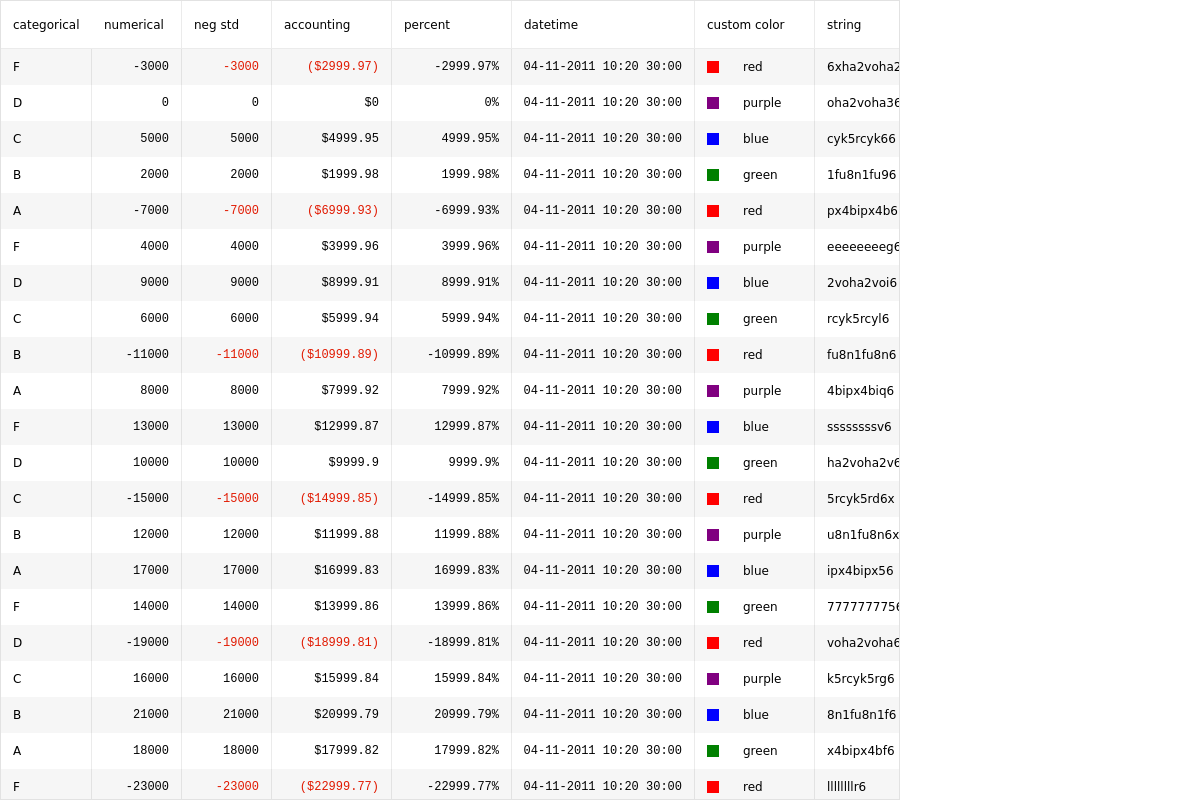 categorical numerical neg std accounting percent datetime custom color string
F -3000 -3000 ($2999.97) -2999.97% 04-11-2011 10:20 30:00 red 6xha2voha2
D 0 0 $0 0% 04-11-2011 10:20 30:00 purple oha2voha36
C 5000 5000 $4999.95 4999.95% 04-11-2011 10:20 30:00 blue cyk5rcyk66
B 2000 2000 $1999.98 1999.98% 04-11-2011 10:20 30:00 green 1fu8n1fu96
A -7000 -7000 ($6999.93) -6999.93% 04-11-2011 10:20 30:00 red px4bipx4b6
F 4000 4000 $3999.96 3999.96% 04-11-2011 10:20 30:00 purple eeeeeeeeg6
D 9000 9000 $8999.91 8999.91% 04-11-2011 10:20 30:00 blue 2voha2voi6
C 6000 6000 $5999.94 5999.94% 04-11-2011 10:20 30:00 green rcyk5rcyl6
B -11000 -11000 ($10999.89) -10999.89% 04-11-2011 10:20 30:00 red fu8n1fu8n6
A 8000 8000 $7999.92 7999.92% 04-11-2011 10:20 30:00 purple 4bipx4biq6
F 13000 13000 $12999.87 12999.87% 04-11-2011 10:20 30:00 blue ssssssssv6
D 10000 10000 $9999.9 9999.9% 04-11-2011 10:20 30:00 green ha2voha2v6
C -15000 -15000 ($14999.85) -14999.85% 04-11-2011 10:20 30:00 red 5rcyk5rd6x
B 12000 12000 $11999.88 11999.88% 04-11-2011 10:20 30:00 purple u8n1fu8n6x
A 17000 17000 $16999.83 16999.83% 04-11-2011 10:20 30:00 blue ipx4bipx56
F 14000 14000 $13999.86 13999.86% 04-11-2011 10:20 30:00 green 7777777756
D -19000 -19000 ($18999.81) -18999.81% 04-11-2011 10:20 30:00 red voha2voha6
C 16000 16000 $15999.84 15999.84% 04-11-2011 10:20 30:00 purple k5rcyk5rg6
B 21000 21000 $20999.79 20999.79% 04-11-2011 10:20 30:00 blue 8n1fu8n1f6
A 18000 18000 $17999.82 17999.82% 04-11-2011 10:20 30:00 green x4bipx4bf6
F -23000 -23000 ($22999.77) -22999.77% 04-11-2011 10:20 30:00 red llllllllr6